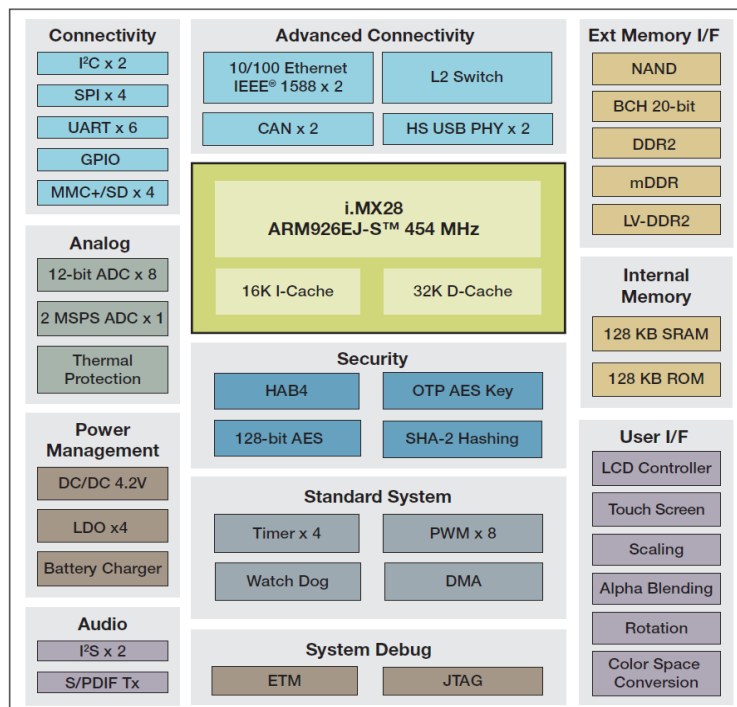 Connectivity
I²C x 2
SPI x 4
UART x 6
GPIO
MMC+/SD x 4
Analog
12-bit ADC x 8
2 MSPS ADC x 1
Thermal
Protection
Power
Management
DC/DC 4.2V
LDO x4
Battery Charger
Audio
I²S x 2
S/PDIF Tx
Advanced Connectivity
10/100 Ethernet
IEEE® 1588 x 2
L2 Switch
CAN x 2
HS USB PHY x 2
i.MX28
ARM926EJ-S™ 454 MHz
16K I-Cache
32K D-Cache
Security
HAB4
OTP AES Key
128-bit AES
SHA-2 Hashing
Standard System
Timer x 4
PWM x 8
Watch Dog
DMA
System Debug
ETM
JTAG
Ext Memory I/F
NAND
BCH 20-bit
DDR2
mDDR
LV-DDR2
Internal
Memory
128 KB SRAM
128 KB ROM
User I/F
LCD Controller
Touch Screen
Scaling
Alpha Blending
Rotation
Color Space
Conversion